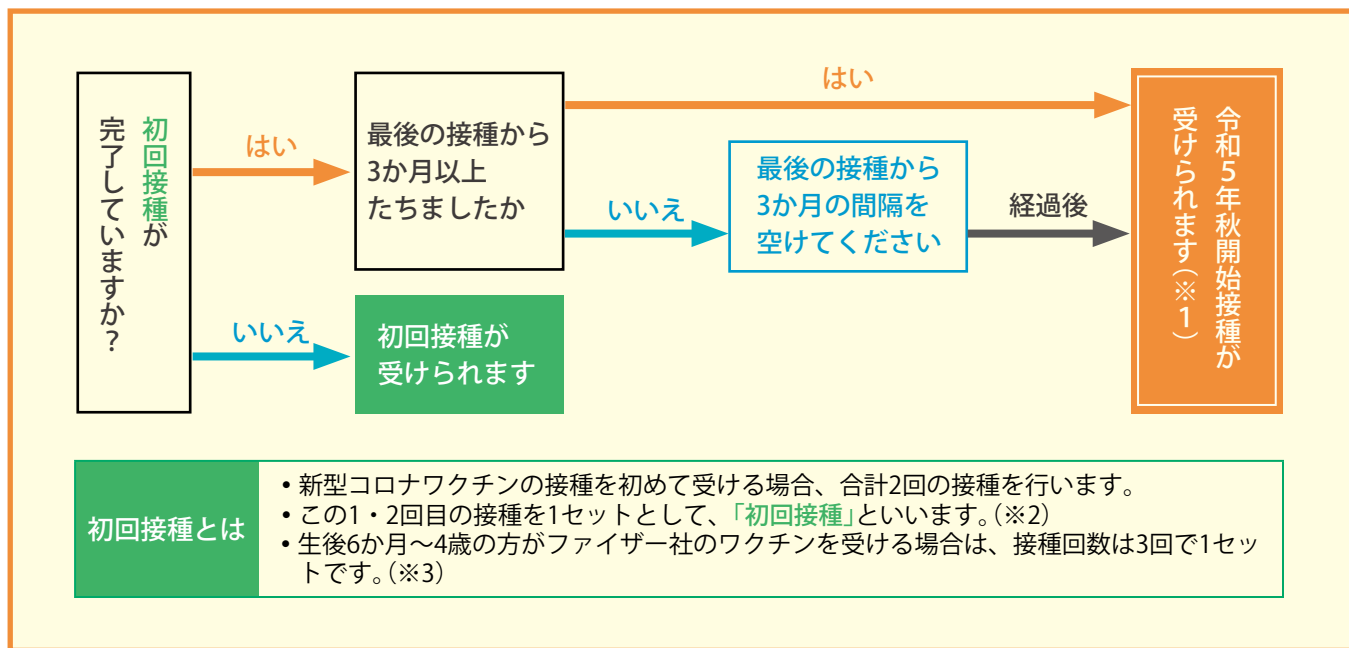 初回接種が
完了していますか？
はい
最後の接種から
3か月以上
たちましたか
はい
いいえ
最後の接種から
3か月の間隔を
空けてください
経過後
令和5年秋開始接種が
受けられます（※1）
いいえ
初回接種が
受けられます
初回接種とは
• 新型コロナワクチンの接種を初めて受ける場合、合計2回の接種を行います。
• この1・2回目の接種を1セットとして、「初回接種」といいます。（※2）
• 生後6か月～4歳の方がファイザー社のワクチンを受ける場合は、接種回数は3回で1セッ
トです。（※3）